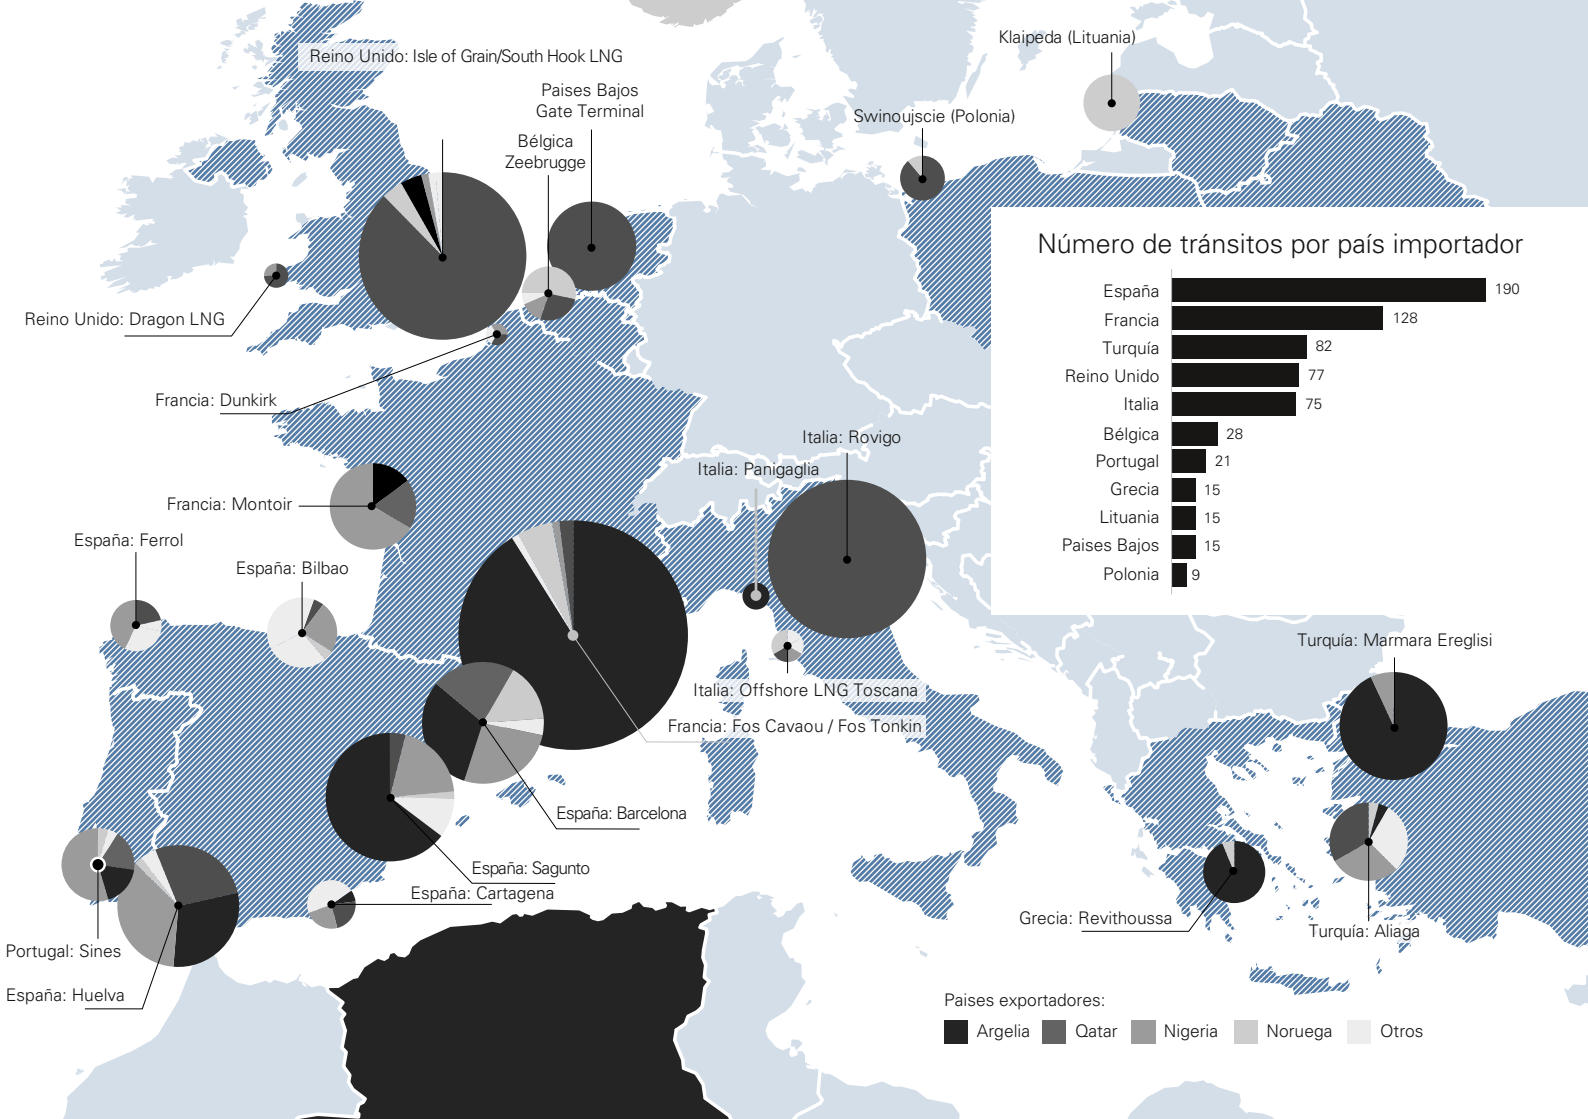 Reino Unido: Isle of Grain/South Hook LNG
Klaipeda (Lituania)
Paises Bajos
Gate Terminal
Bélgica
Zeebrugge
Swinoujscie (Polonia)
Reino Unido: Dragon LNG
Francia: Dunkirk
Francia: Montoir
España: Ferrol
España: Bilbao
Italia: Rovigo
Italia: Panigaglia
Italia: Offshore LNG Toscana
Francia: Fos Cavaou / Fos Tonkin
España: Barcelona
España: Sagunto
España: Cartagena
Portugal: Sines
España: Huelva
Número de tránsitos por país importador
España 190
Francia 128
Turquía 82
Reino Unido 77
Italia 75
Bélgica 28
Portugal 21
Grecia 15
Lituania 15
Paises Bajos 15
Polonia 9
Turquía: Marmara Ereglisi
Grecia: Revithoussa
Turquía: Aliaga
Paises exportadores:
Argelia Qatar Nigeria Noruega Otros